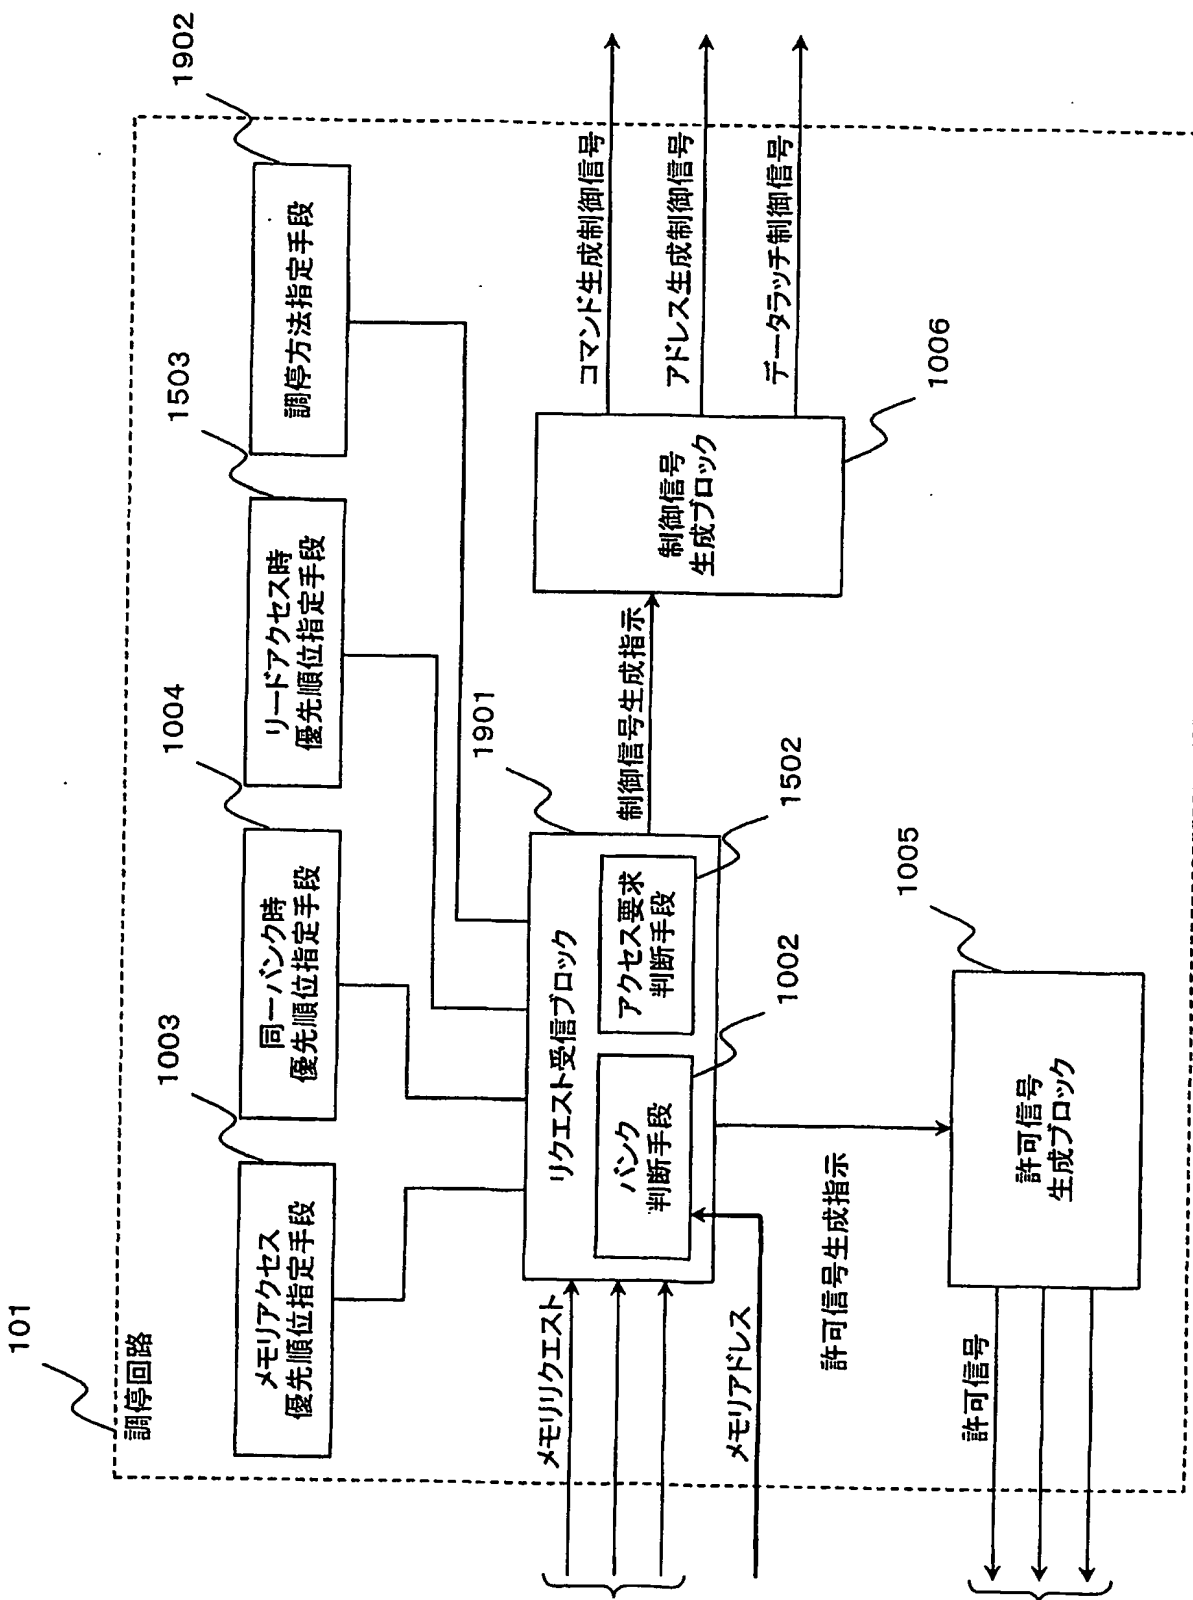 101
調停回路
1003
メモリアクセス
優先順位指定手段
1004
同一バンク時
優先順位指定手段
1503
リードアクセス時
優先順位指定手段
1902
調停方法指定手段
メモリリクエスト
メモリアドレス
1901
リクエスト受信ブロック
バンク
判断手段
1002
アクセス要求
判断手段
1502
制御信号生成指示
制御信号
生成ブロック
1006
コマンド生成制御信号
アドレス生成制御信号
データラッチ制御信号
許可信号生成指示
1005
許可信号
生成ブロック
許可信号